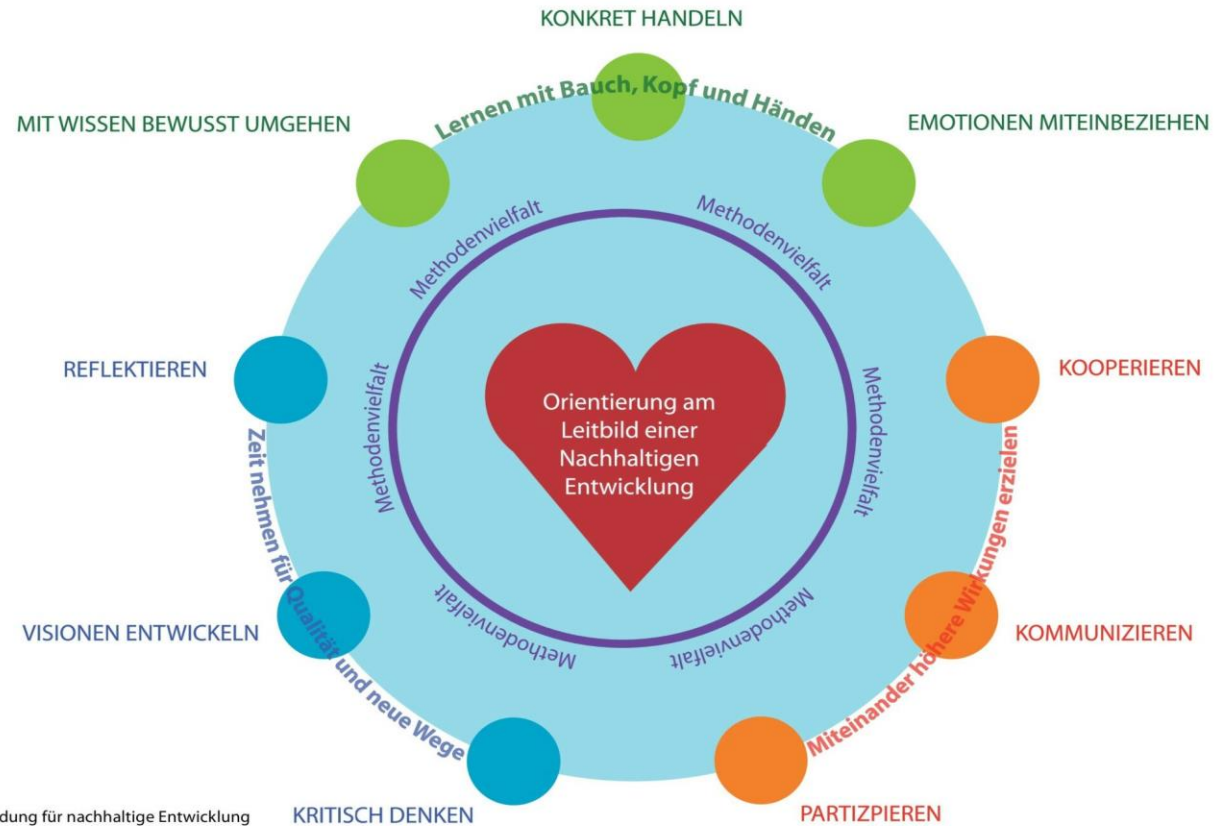 KONKRET HANDELN
Lernen mit Bauch, Kopf und Händen
MIT WISSEN BEWUSST UMGEHEN
EMOTIONEN MITEINBEZIEHEN
Methodenvielfalt
Methodenvielfalt
REFLEKTIEREN
KOOPERIEREN
Methodenvielfalt
Methodenvielfalt
Orientierung am
Leitbild einer
Nachhaltigen
Entwicklung
Zeit nehmen für Qualität und neue Wege
Miteinander höhere Wirkungen erzielen
Methodenvielfalt
Methodenvielfalt
VISIONEN ENTWICKELN
KOMMUNIZIEREN
KRITISCH DENKEN
PARTIZPIEREN
dung für nachhaltige Entwicklung